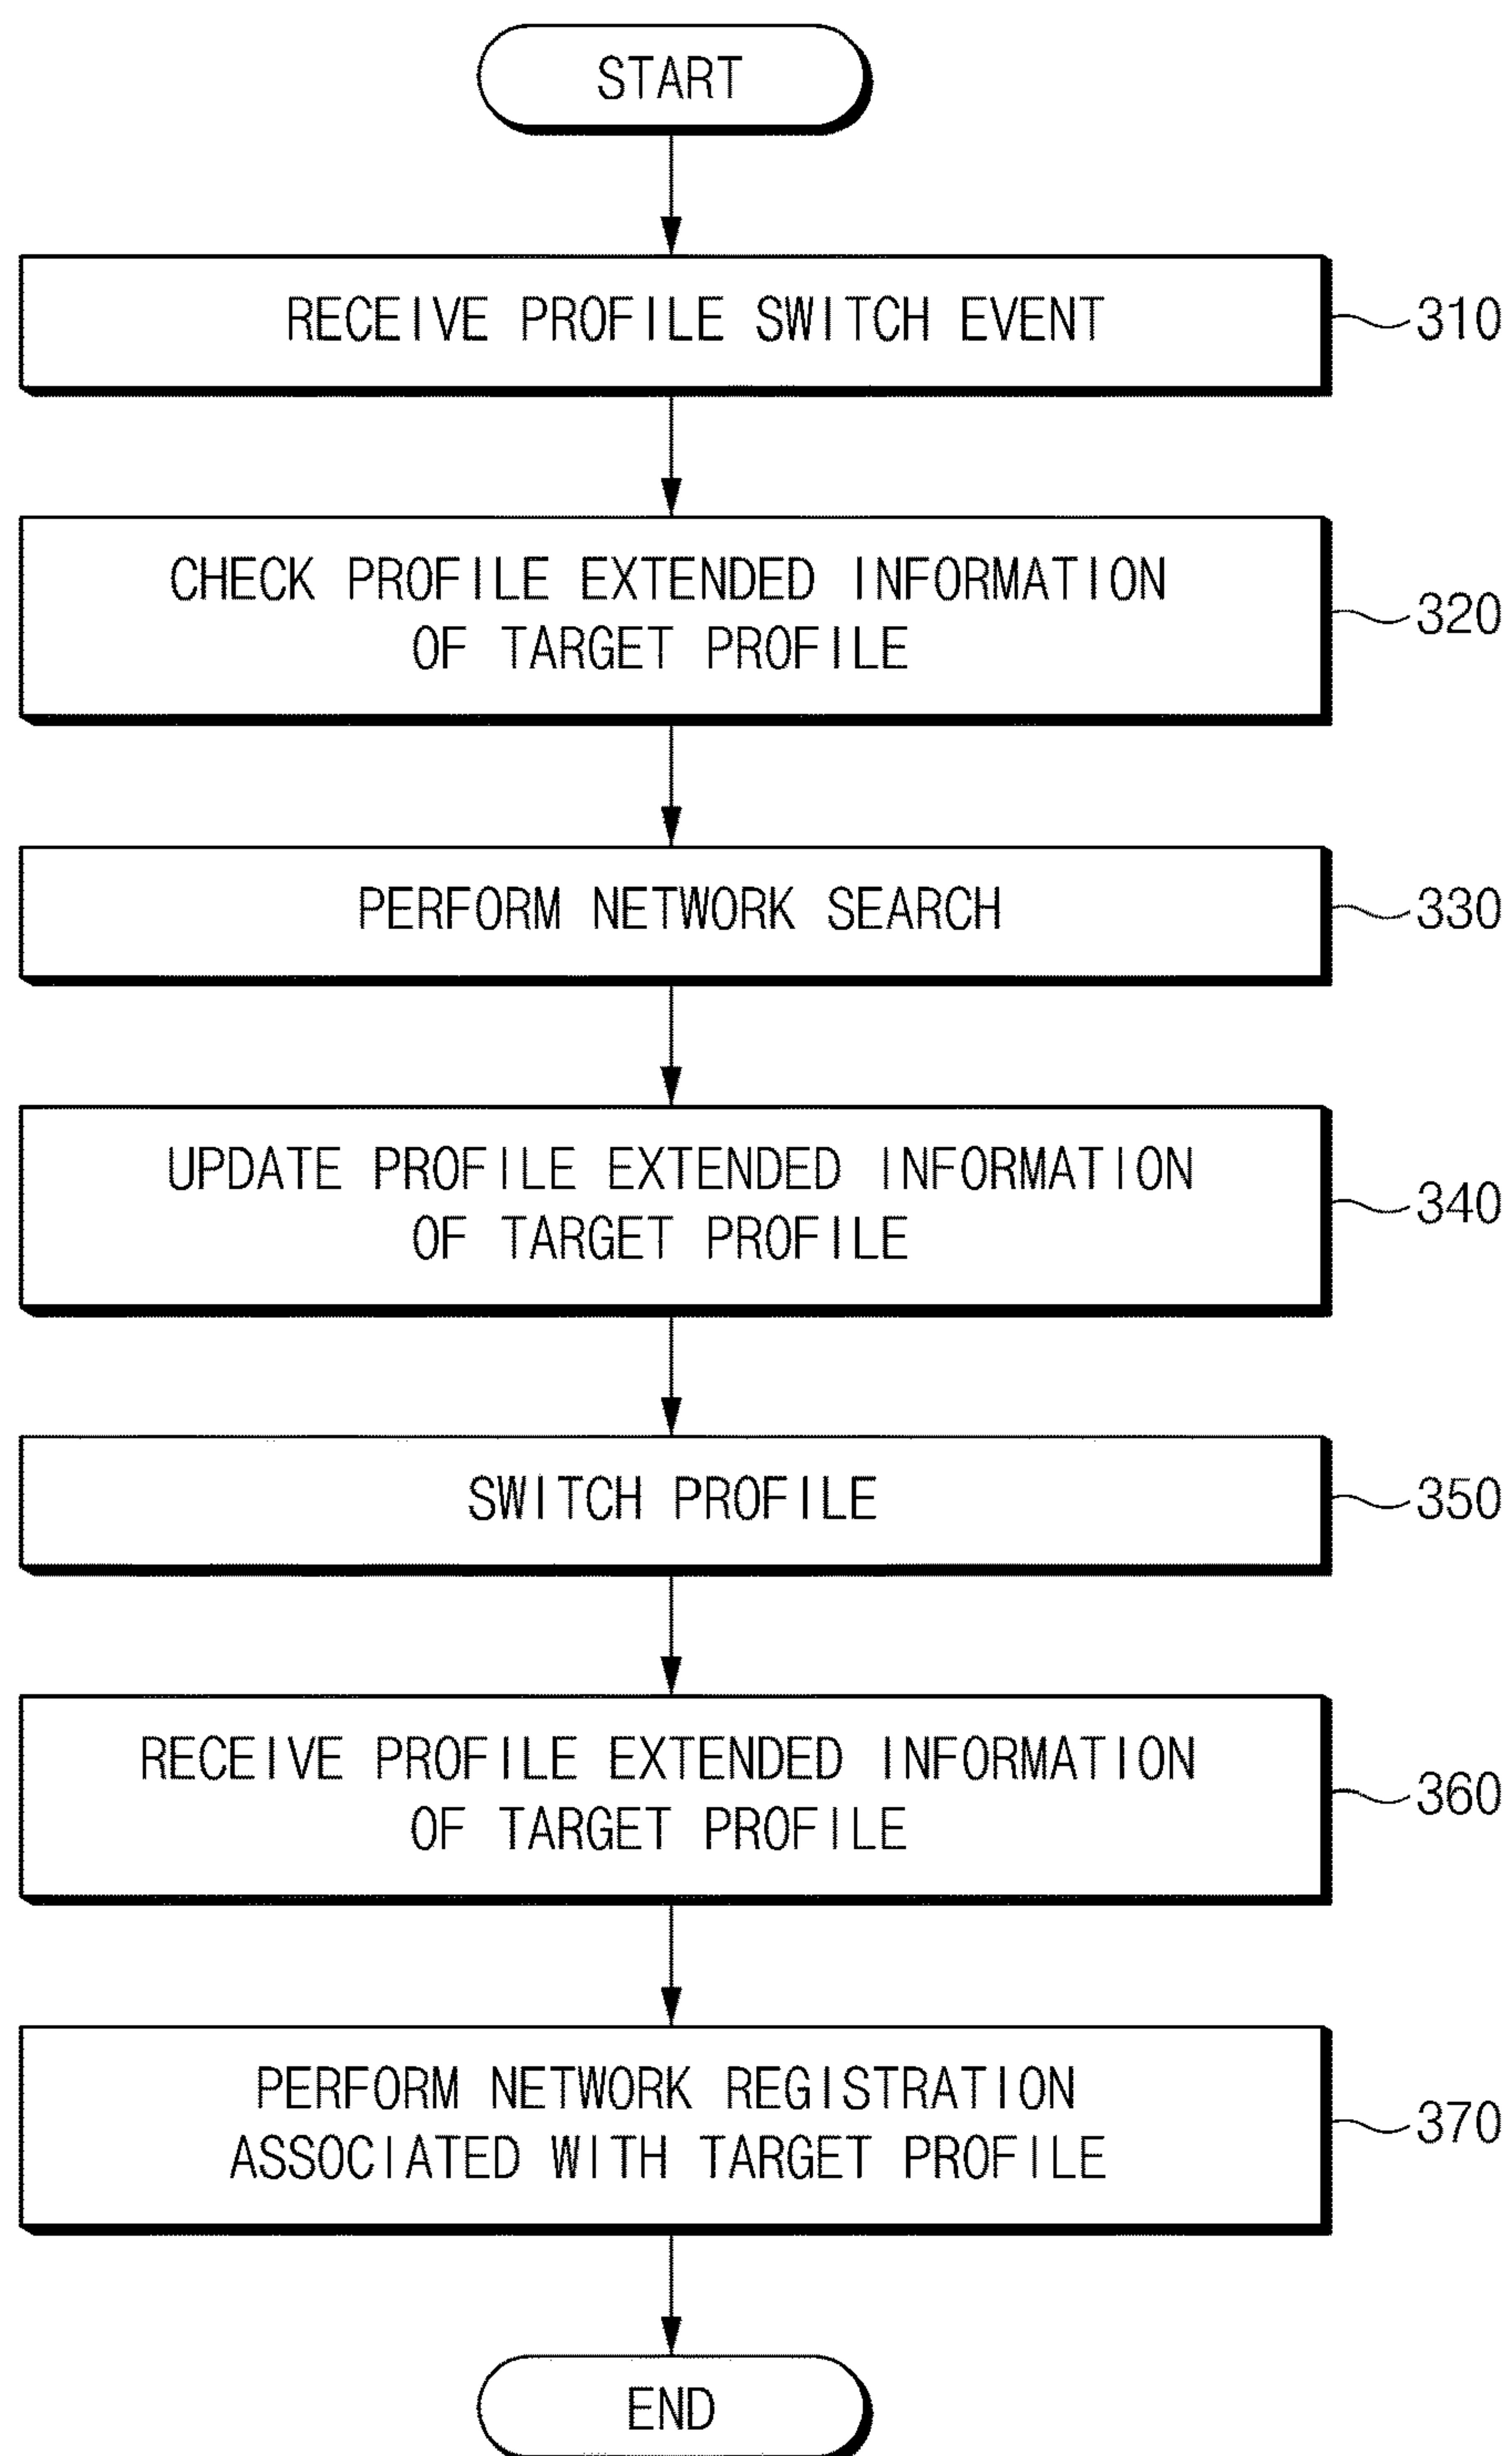 START
RECEIVE PROFILE SWITCH EVENT
310
CHECK PROFILE EXTENDED INFORMATION
OF TARGET PROFILE
320
PERFORM NETWORK SEARCH
330
UPDATE PROFILE EXTENDED INFORMATION
OF TARGET PROFILE
340
SWITCH PROFILE
350
RECEIVE PROFILE EXTENDED INFORMATION
OF TARGET PROFILE
360
PERFORM NETWORK REGISTRATION
ASSOCIATED WITH TARGET PROFILE
370
END